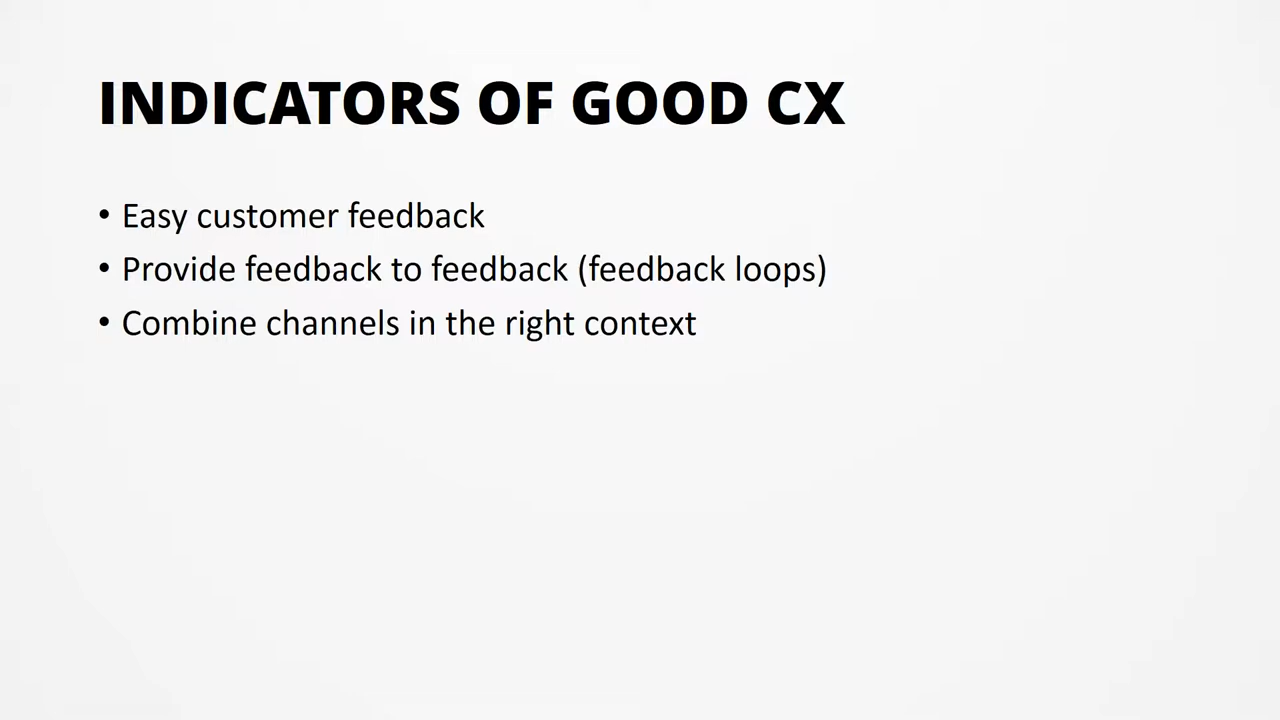 INDICATORS OF GOOD CX
• Easy customer feedback
• Provide feedback to feedback (feedback loops)
• Combine channels in the right context